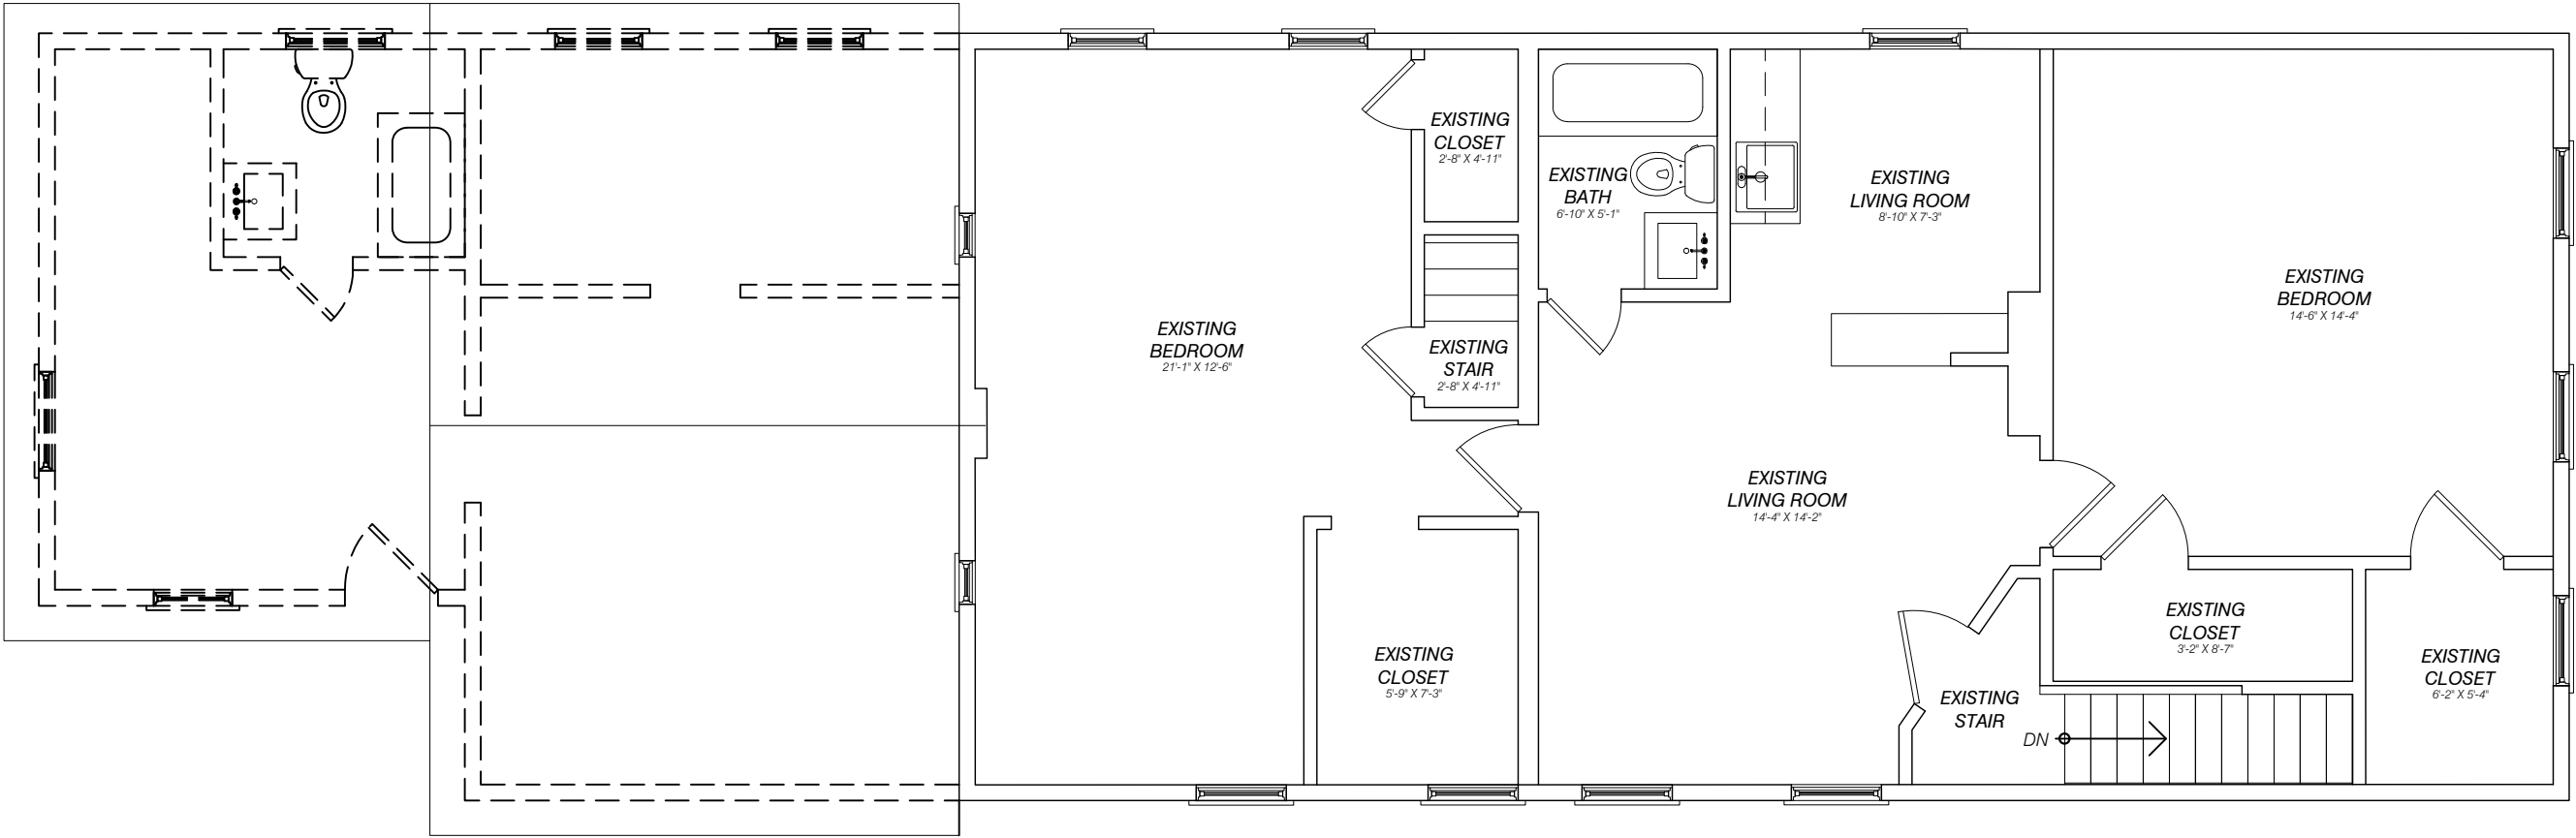 EXISTING
CLOSET
2'-8" X 4'-11"
EXISTING
BATH
6'-10" X 5'-1"
EXISTING
LIVING ROOM
8'-10" X 7'-3"
EXISTING
BEDROOM
14'-6" X 14'-4"
EXISTING
BEDROOM
21'-1" X 12'-6"
EXISTING
STAIR
2'-8" X 4'-11"
EXISTING
LIVING ROOM
14'-4" X 14'-2"
EXISTING
CLOSET
3'-2" X 8'-7"
EXISTING
CLOSET
5'-9" X 7'-3"
EXISTING
CLOSET
6'-2" X 5'-4"
EXISTING
STAIR
DN